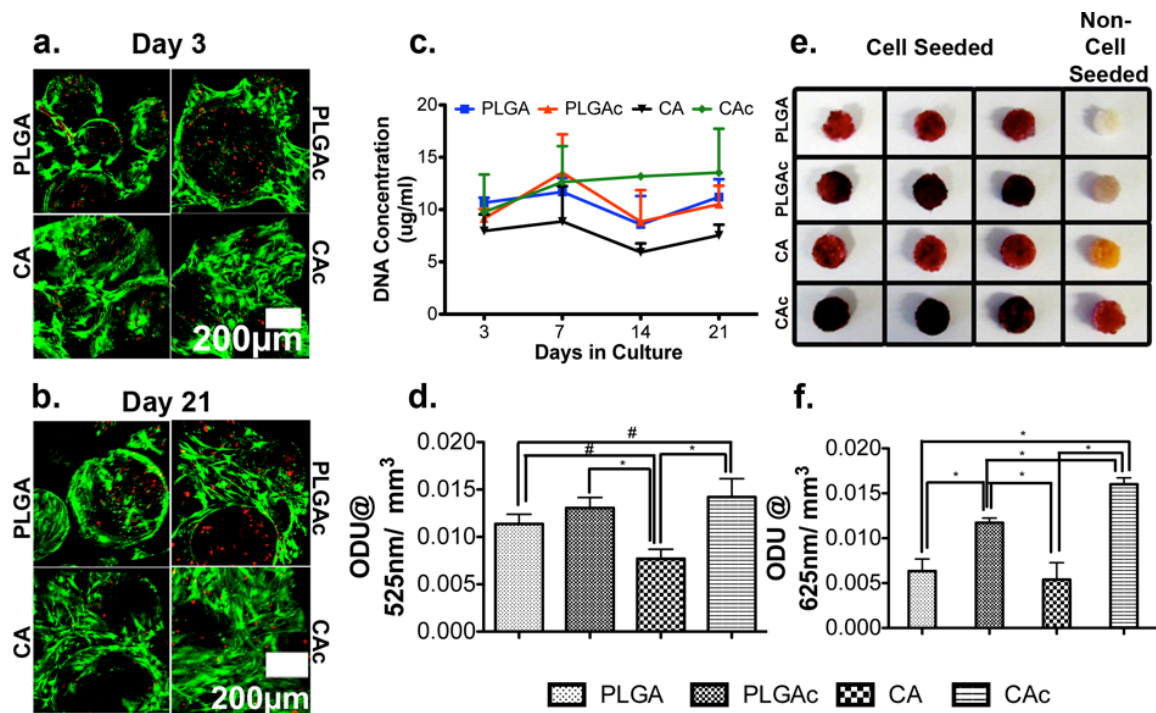 a.
Day 3
PLGA
PLGAc
CA
CAc
200µm
b.
Day 21
PLGA
PLGAc
CA
CAc
200µm
c.
PLGA PLGAc CA CAc
DNA Concentration
(ug/ml)
20
15
10
5
0
3 7 14 21
Days in Culture
d.
ODU@
525nm/ mm³
0.020
0.015
0.010
0.005
0.000
#
#
* *
e.
Cell Seeded
Non-
Cell
Seeded
PLGA
PLGAc
CA
CAc
f.
ODU @
625nm/ mm³
0.020
0.015
0.010
0.005
0.000
*
* *
* *
PLGA PLGAc CA CAc